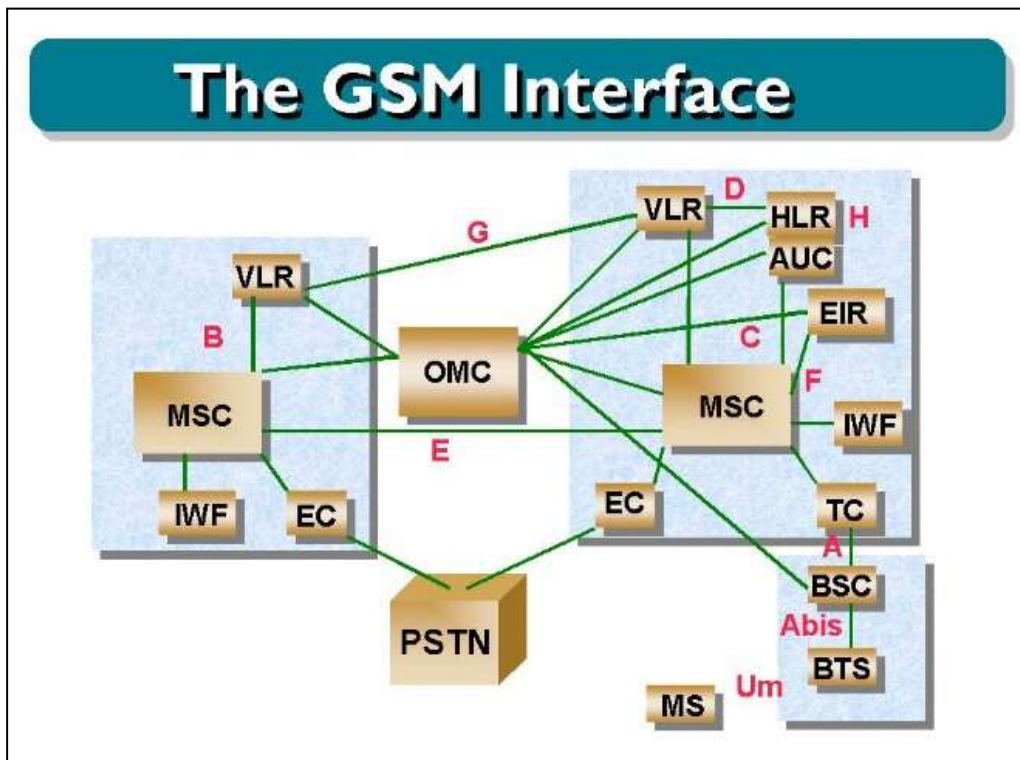 The GSM Interface
D
VLR
HLR
H
G
AUC
VLR
EIR
B
C
OMC
F
MSC
MSC
IWF
E
EC
TC
IWF
EC
A
BSC
Abis
PSTN
BTS
Um
MS